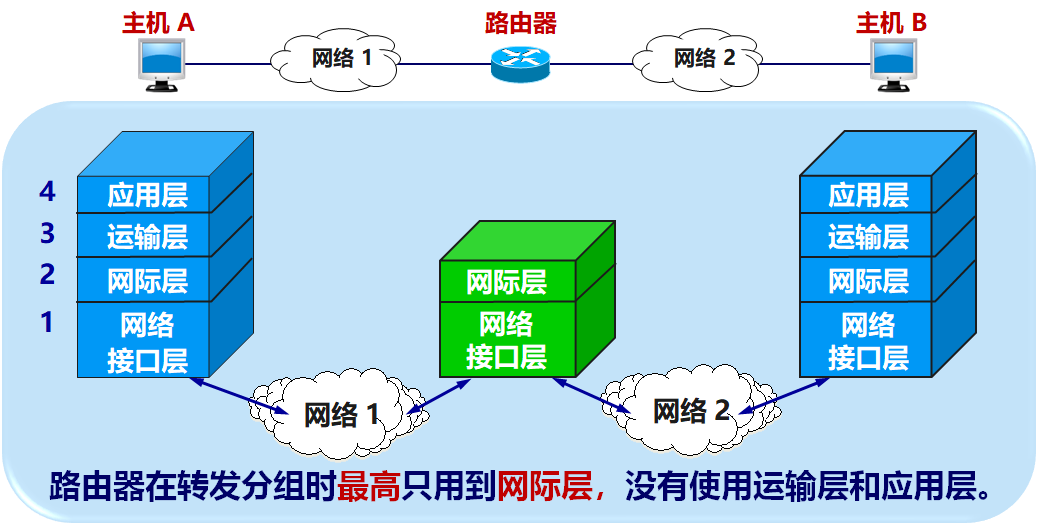 主机 A
路由器
主机 B
网络 1
网络 2
4
应用层
应用层
3
运输层
运输层
2
网际层
网际层
网际层
1
网络
接口层
网络
接口层
网络
接口层
网络 1
网络 2
路由器在转发分组时最高只用到网际层，没有使用运输层和应用层。